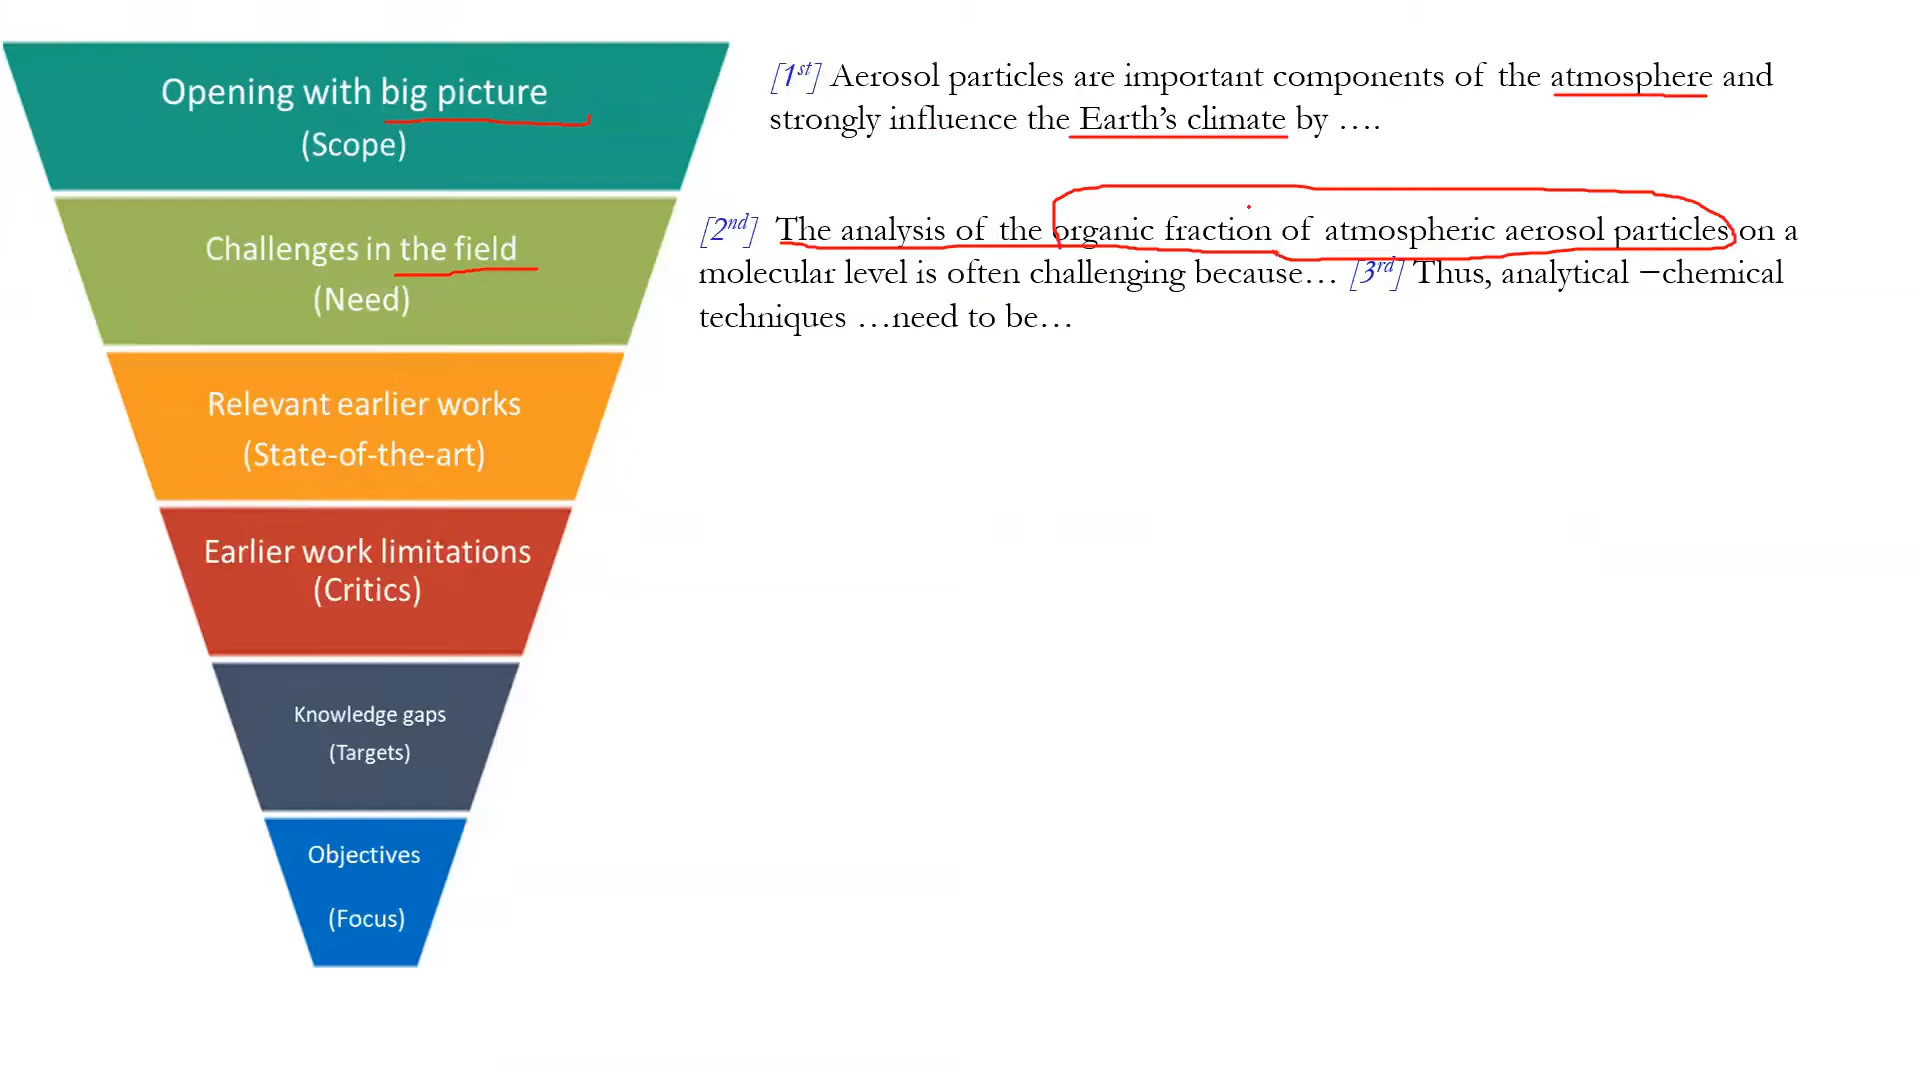 Opening with big picture
(Scope)
[1st] Aerosol particles are important components of the atmosphere and
strongly influence the Earth’s climate by ….
Challenges in the field
(Need)
[2nd] The analysis of the organic fraction of atmospheric aerosol particles on a
molecular level is often challenging because… [3rd] Thus, analytical −chemical
techniques …need to be…
Relevant earlier works
(State-of-the-art)
Earlier work limitations
(Critics)
Knowledge gaps
(Targets)
Objectives
(Focus)